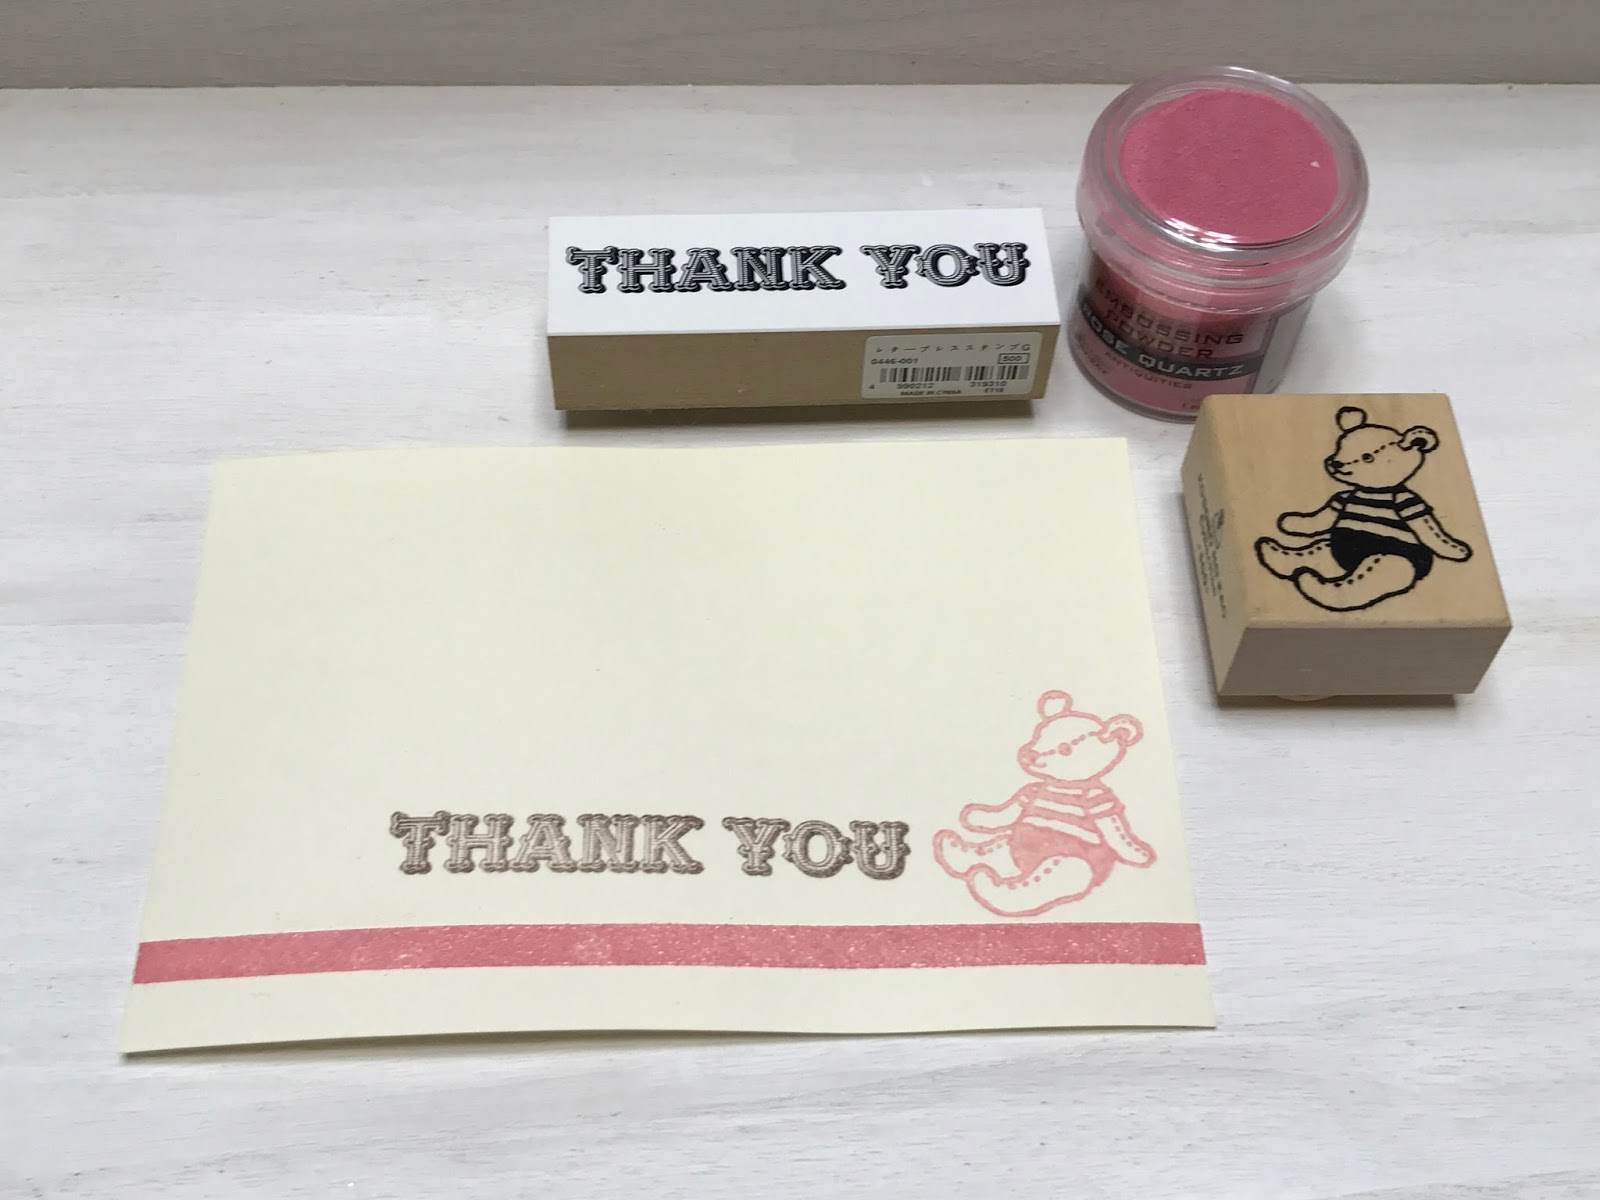 THANK YOU
レタープレススタンプG
0446-001 500
4 990212 319310
MADE IN CHINA
EMBOSSING
POWDER
ROSE QUARTZ
ANTIQUITIES
THANK YOU